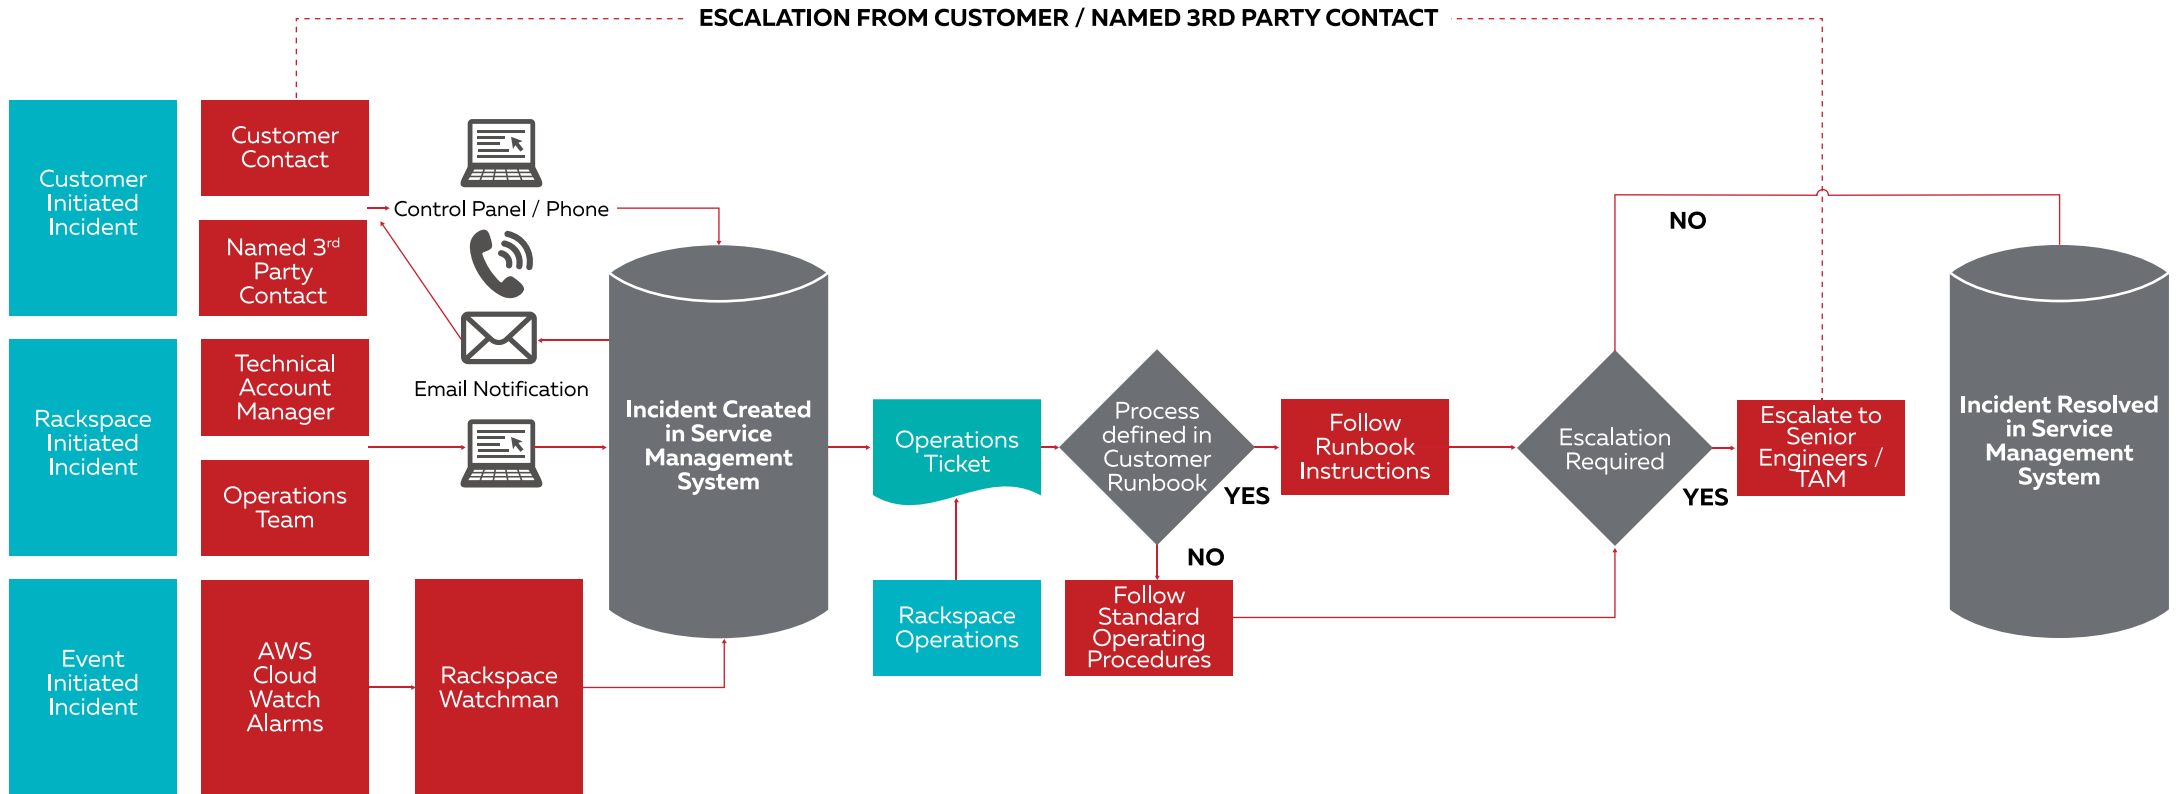 ESCALATION FROM CUSTOMER / NAMED 3RD PARTY CONTACT
Customer
Initiated
Incident
Customer
Contact
Named 3rd
Party
Contact
Control Panel / Phone
Email Notification
Rackspace
Initiated
Incident
Technical
Account
Manager
Operations
Team
Event
Initiated
Incident
AWS
Cloud
Watch
Alarms
Rackspace
Watchman
Incident Created
in Service
Management
System
Operations
Ticket
Rackspace
Operations
Process
defined in
Customer
Runbook
YES
NO
Follow
Runbook
Instructions
Follow
Standard
Operating
Procedures
Escalation
Required
NO
YES
Escalate to
Senior
Engineers /
TAM
Incident Resolved
in Service
Management
System